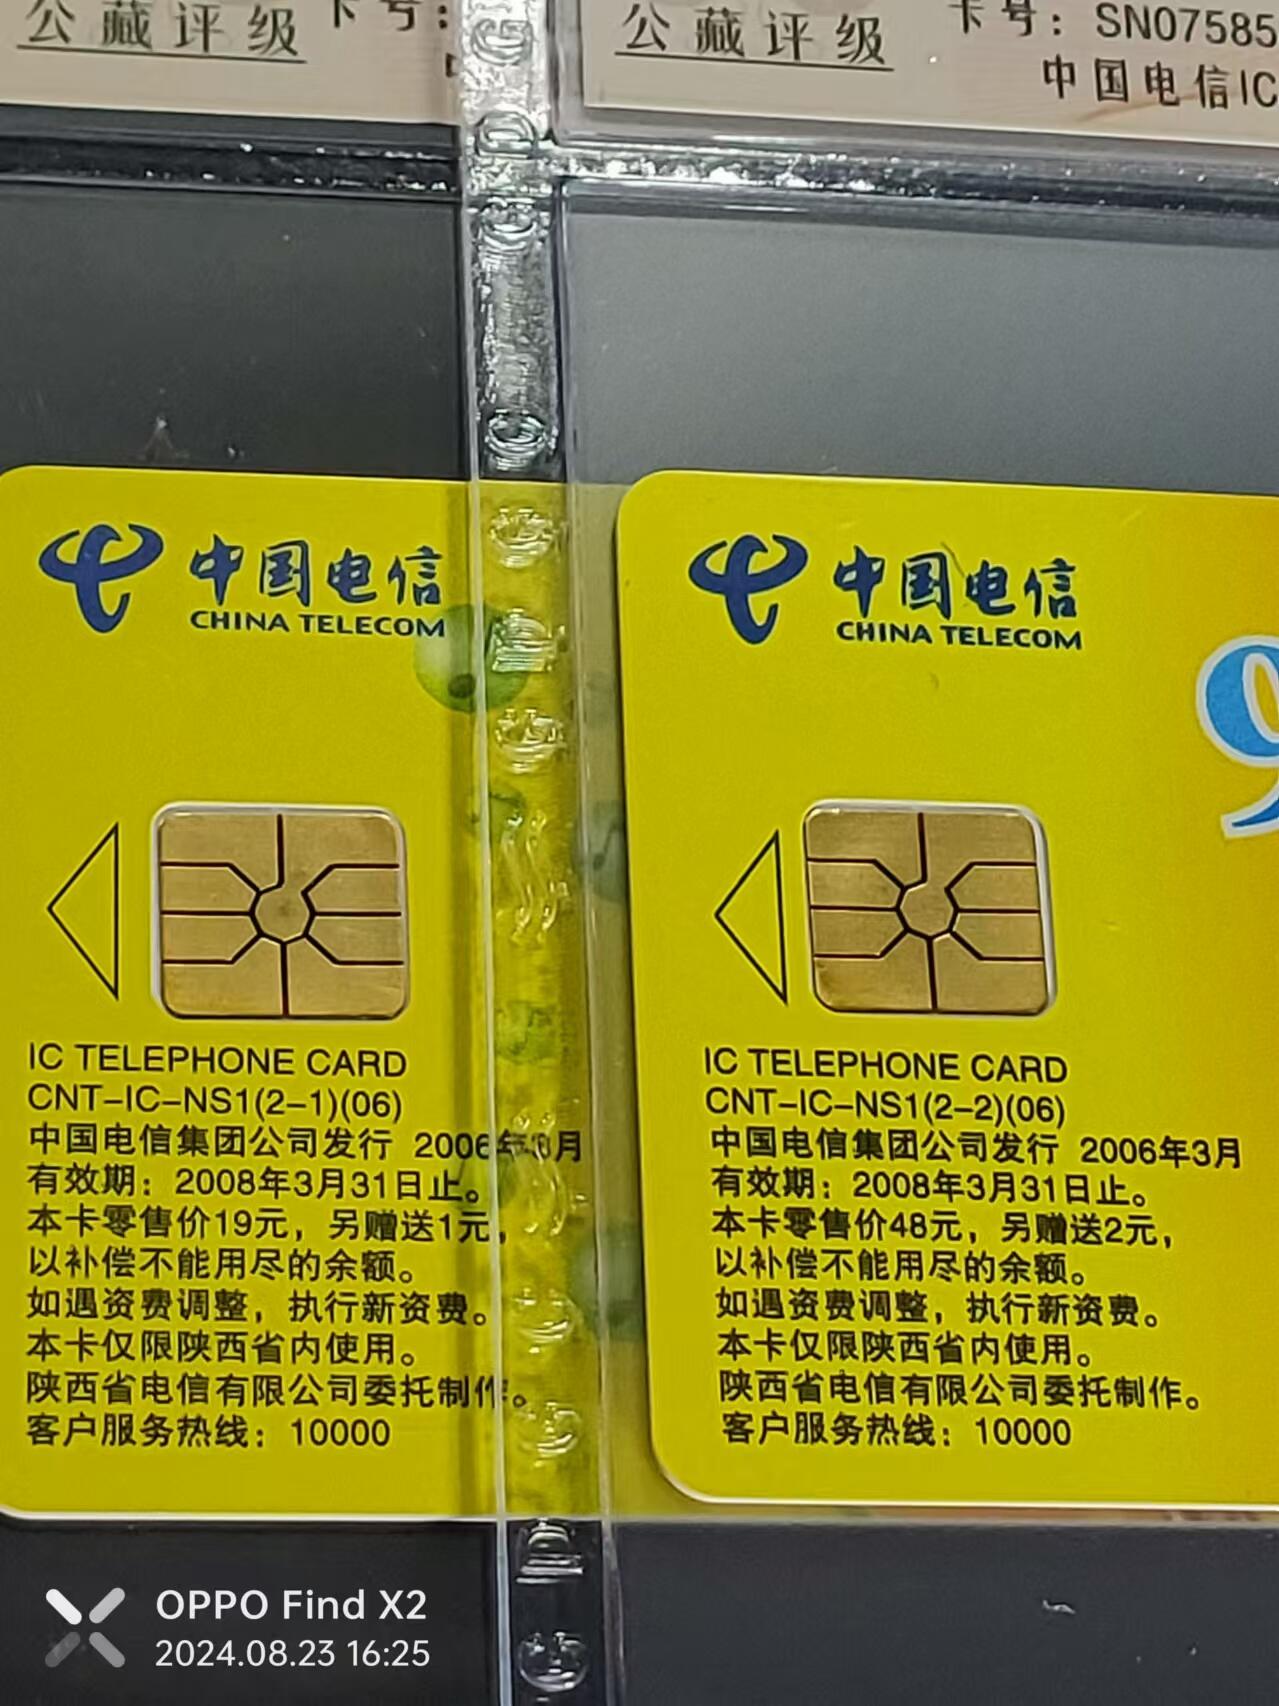 公藏评级
卡号:
公藏评级
卡号: SN07585
中国电信IC
中国电信
CHINA TELECOM
IC TELEPHONE CARD
CNT-IC-NS1(2-1)(06)
中国电信集团公司发行 2006年3月
有效期: 2008年3月31日止。
本卡零售价19元, 另赠送1元,
以补偿不能用尽的余额。
如遇资费调整, 执行新资费。
本卡仅限陕西省内使用。
陕西省电信有限公司委托制作。
客户服务热线: 10000
中国电信
CHINA TELECOM
9
IC TELEPHONE CARD
CNT-IC-NS1(2-2)(06)
中国电信集团公司发行 2006年3月
有效期: 2008年3月31日止。
本卡零售价48元, 另赠送2元,
以补偿不能用尽的余额。
如遇资费调整, 执行新资费。
本卡仅限陕西省内使用。
陕西省电信有限公司委托制作。
客户服务热线: 10000
OPPO Find X2
2024.08.23 16:25